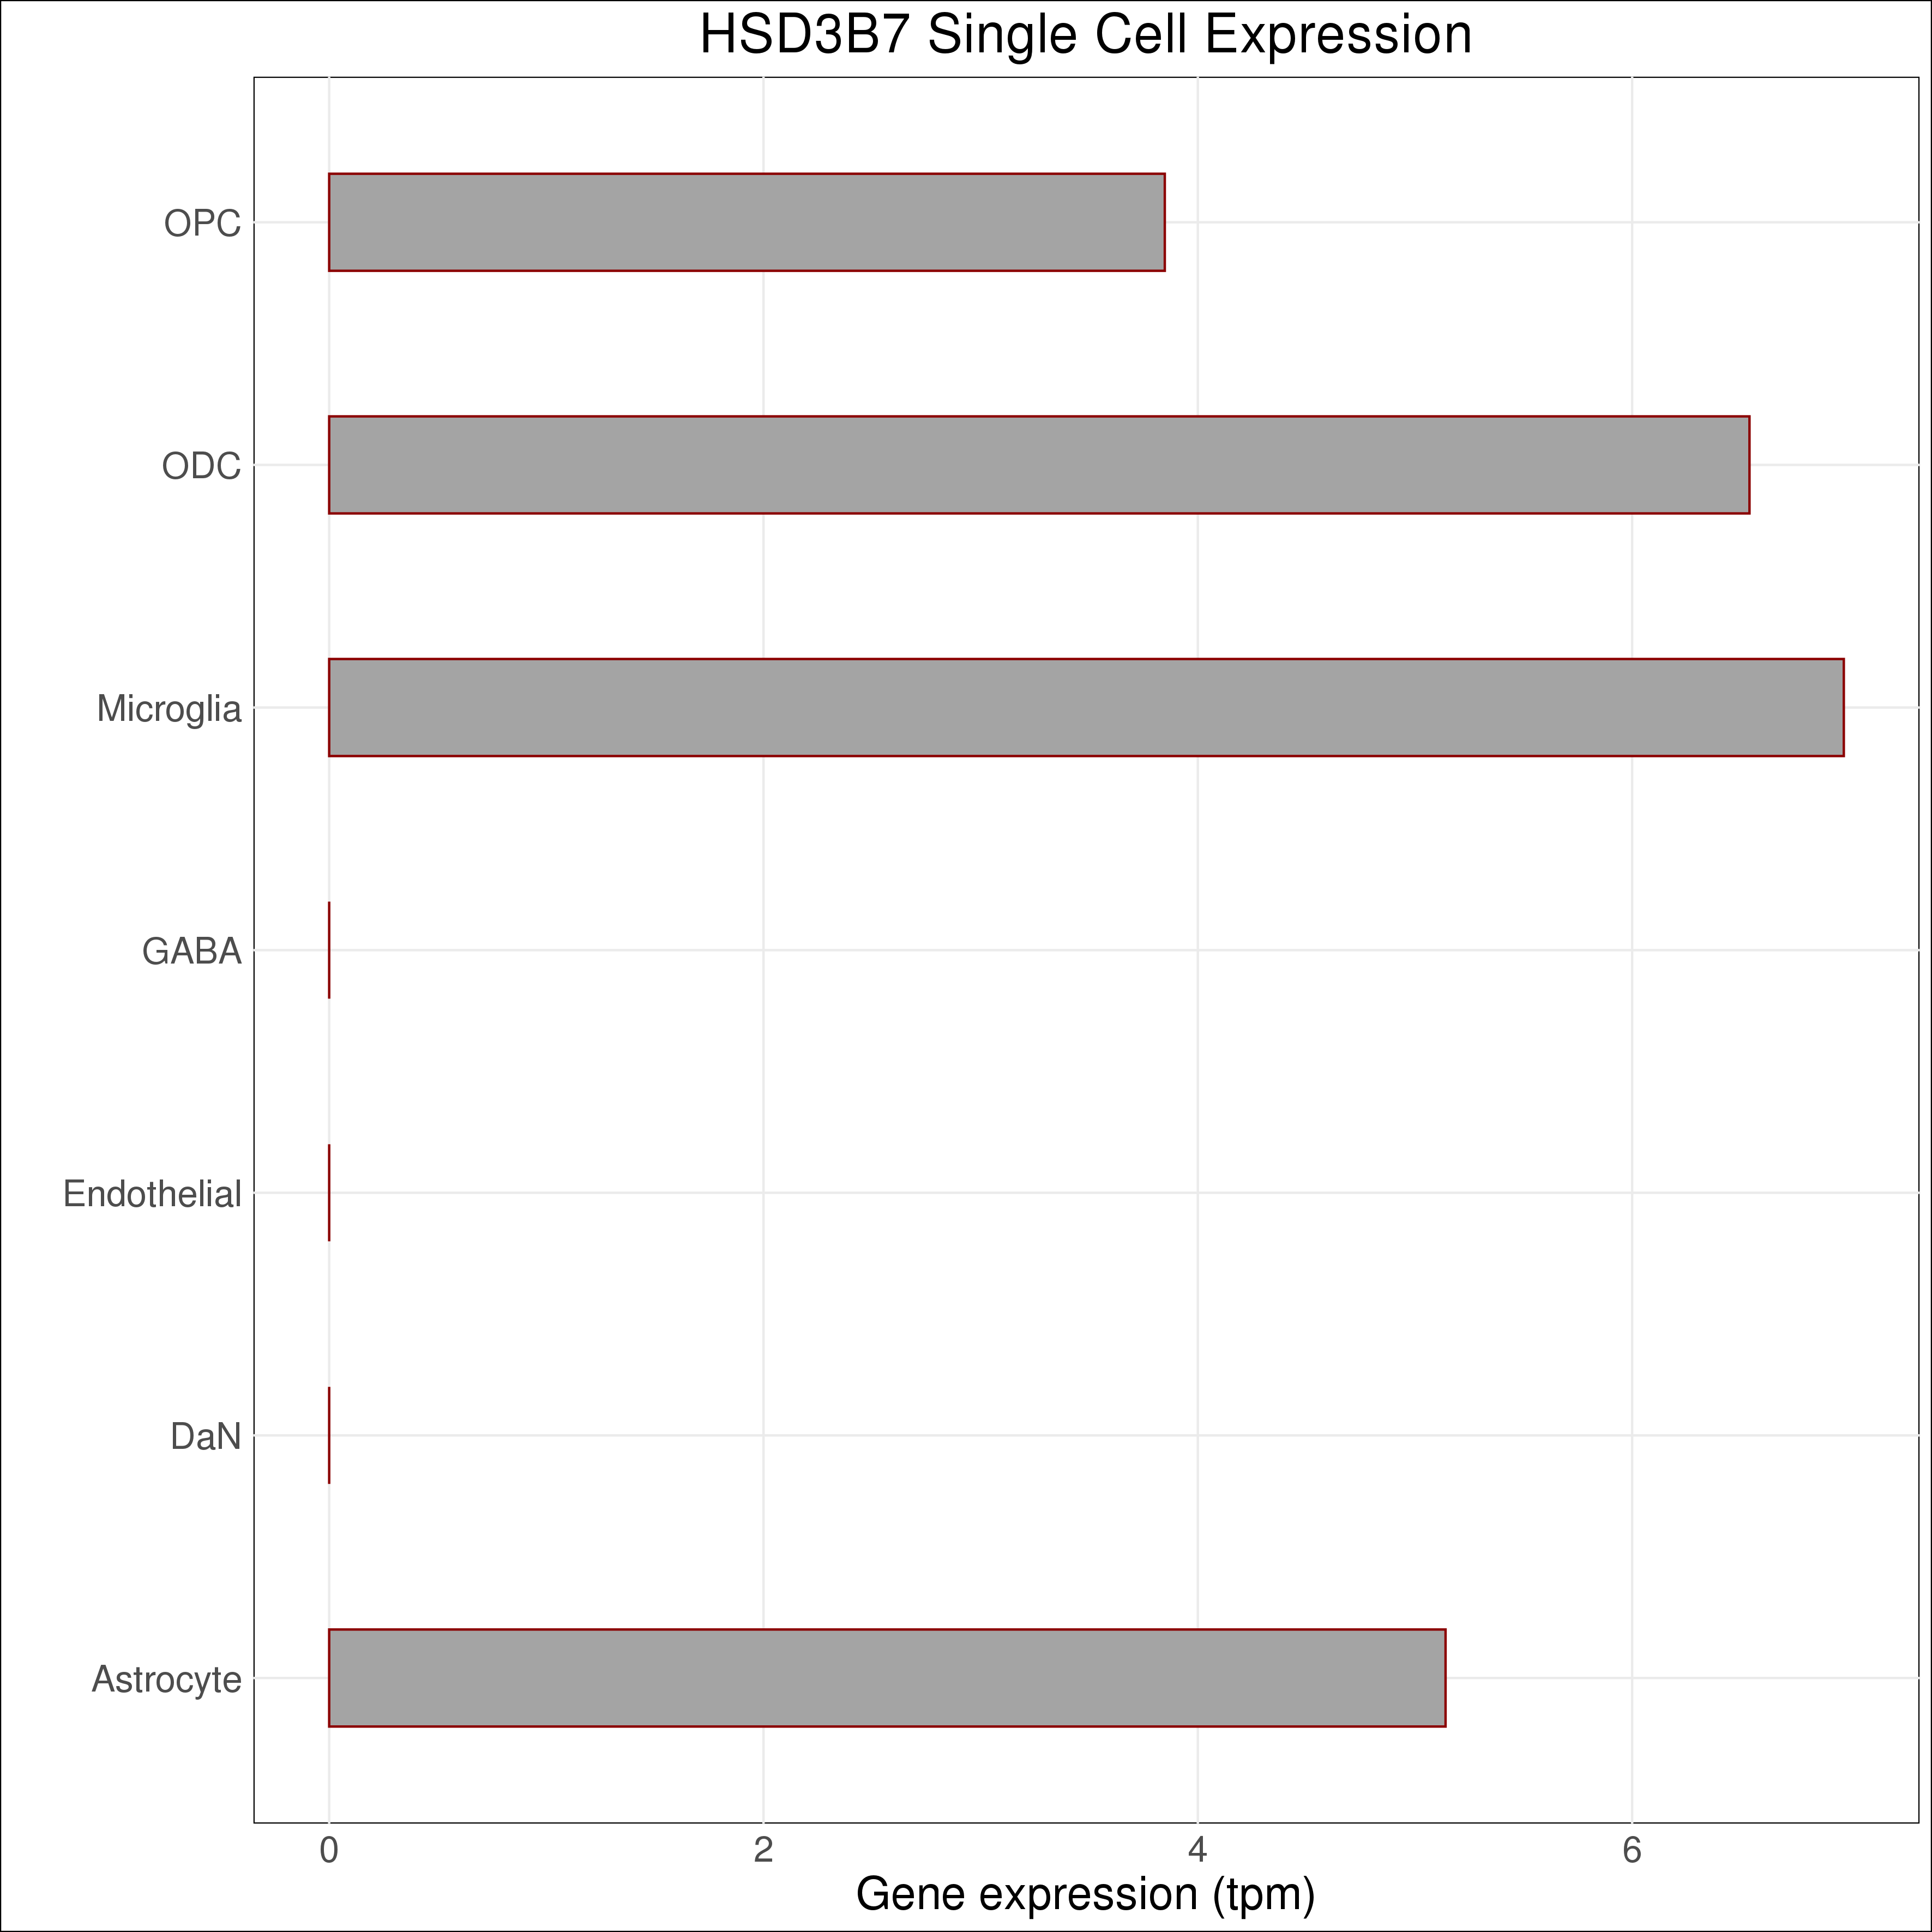 HSD3B7 Single Cell Expression
OPC
ODC
Microglia
GABA
Endothelial
DaN
Astrocyte
0 2 4 6
Gene expression (tpm)